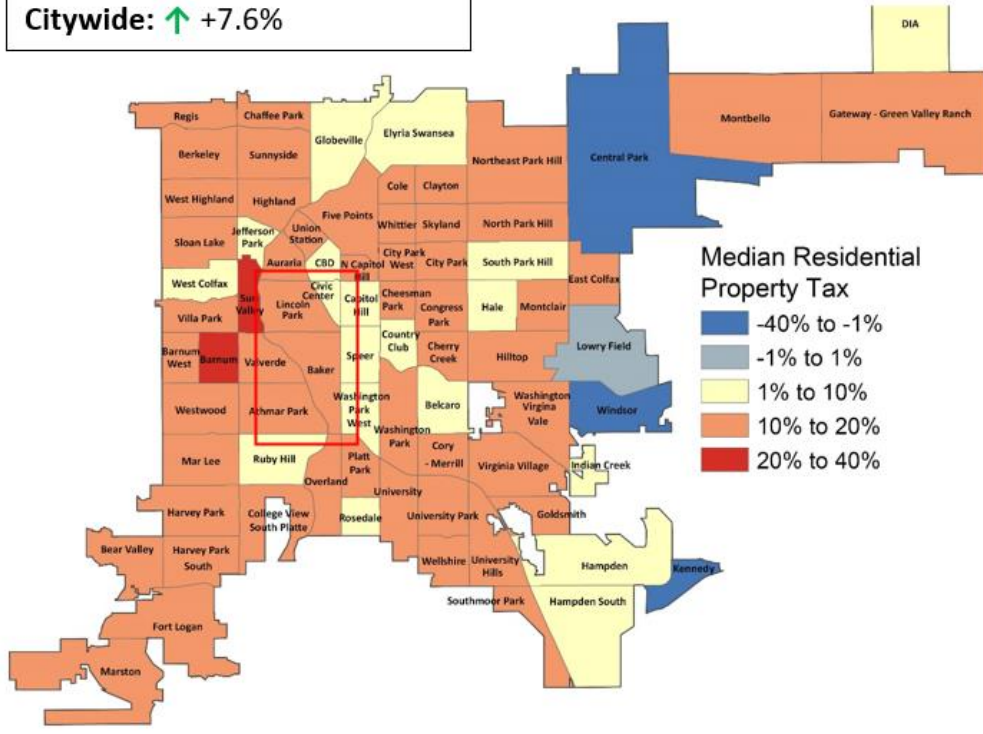 Citywide: ↑ +7.6%
DIA
Regis
Chaffee Park
Globeville
Elyria Swansea
Montbello
Gateway - Green Valley Ranch
Berkeley
Sunnyside
Northeast Park Hill
Central Park
Cole
Clayton
West Highland
Highland
Five Points
Whittier
Skyland
North Park Hill
Sloan Lake
Jefferson
Park
Union
Station
Auraria
CBD
N Capitol
Hill
City Park
West
City Park
South Park Hill
East Colfax
West Colfax
Sun
Valley
Civic
Center
Lincoln
Park
Capitol
Hill
Cheesman
Park
Congress
Park
Hale
Montclair
Villa Park
Country
Club
Lowry Field
Barnum
West
Barnum
Valverde
Baker
Speer
Cherry
Creek
Hilltop
Westwood
Athmar Park
Washington
Park
West
Washington
Park
Belcaro
Washington
Virgina
Vale
Windsor
Mar Lee
Ruby Hill
Overland
Platt
Park
Cory
- Merrill
Virginia Village
Indian Creek
University
Harvey Park
College View
South Platte
Rosedale
University Park
Goldsmith
Bear Valley
Harvey Park
South
Wellshire
University
Hills
Hampden
Kennedy
Southmoor Park
Hampden South
Fort Logan
Marston
Median Residential
Property Tax
-40% to -1%
-1% to 1%
1% to 10%
10% to 20%
20% to 40%